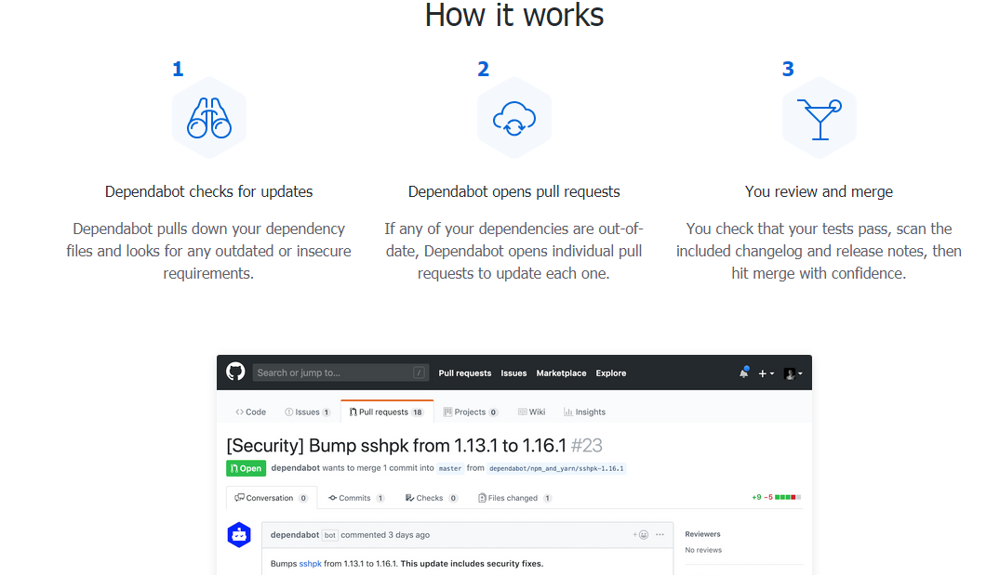 How it works
1
2
3
Dependabot checks for updates
Dependabot pulls down your dependency
files and looks for any outdated or insecure
requirements.
Dependabot opens pull requests
If any of your dependencies are out-of-
date, Dependabot opens individual pull
requests to update each one.
You review and merge
You check that your tests pass, scan the
included changelog and release notes, then
hit merge with confidence.
Search or jump to... / Pull requests Issues Marketplace Explore
Code Issues 1 Pull requests 18 Projects 0 Wiki Insights
[Security] Bump sshpk from 1.13.1 to 1.16.1 #23
Open dependabot wants to merge 1 commit into master from dependabot/npm_and_yarn/sshpk-1.16.1
Conversation 0 Commits 1 Checks 0 Files changed 1 +9 −5
dependabot bot commented 3 days ago
Reviewers
No reviews
Bumps sshpk from 1.13.1 to 1.16.1. This update includes security fixes.